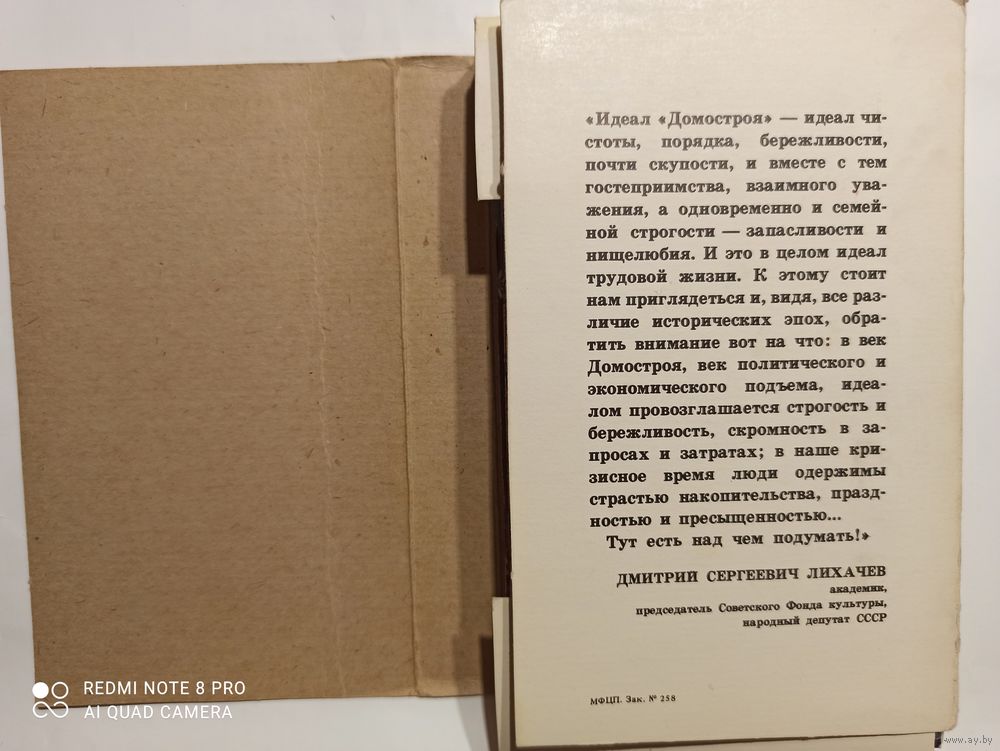 «Идеал «Домостроя» — идеал чи-
стоты, порядка, бережливости,
почти скупости, и вместе с тем
гостеприимства, взаимного ува-
жения, а одновременно и семей-
ной строгости — запасливости и
нищелюбия. И это в целом идеал
трудовой жизни. К этому стоит
нам приглядеться и, видя, все раз-
личие исторических эпох, обра-
тить внимание вот на что: в век
Домостроя, век политического и
экономического подъема, идеа-
лом провозглашается строгость и
бережливость, скромность в за-
просах и затратах; в наше кри-
зисное время люди одержимы
страстью накопительства, празд-
ностью и пресыщенностью...
Тут есть над чем подумать!»
ДМИТРИЙ СЕРГЕЕВИЧ ЛИХАЧЕВ
академик,
председатель Советского Фонда культуры,
народный депутат СССР
МФЦП. Зак. № 258
REDMI NOTE 8 PRO
AI QUAD CAMERA
www.ay.by